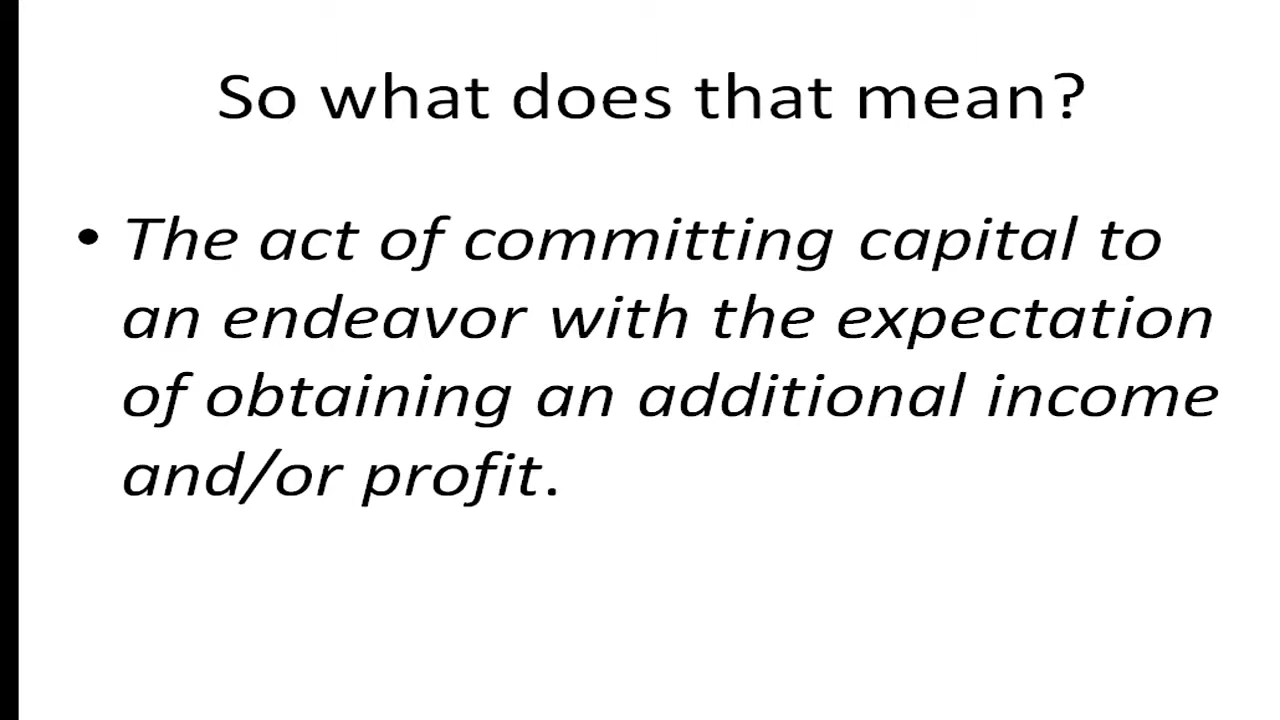 So what does that mean?
• The act of committing capital to
an endeavor with the expectation
of obtaining an additional income
and/or profit.